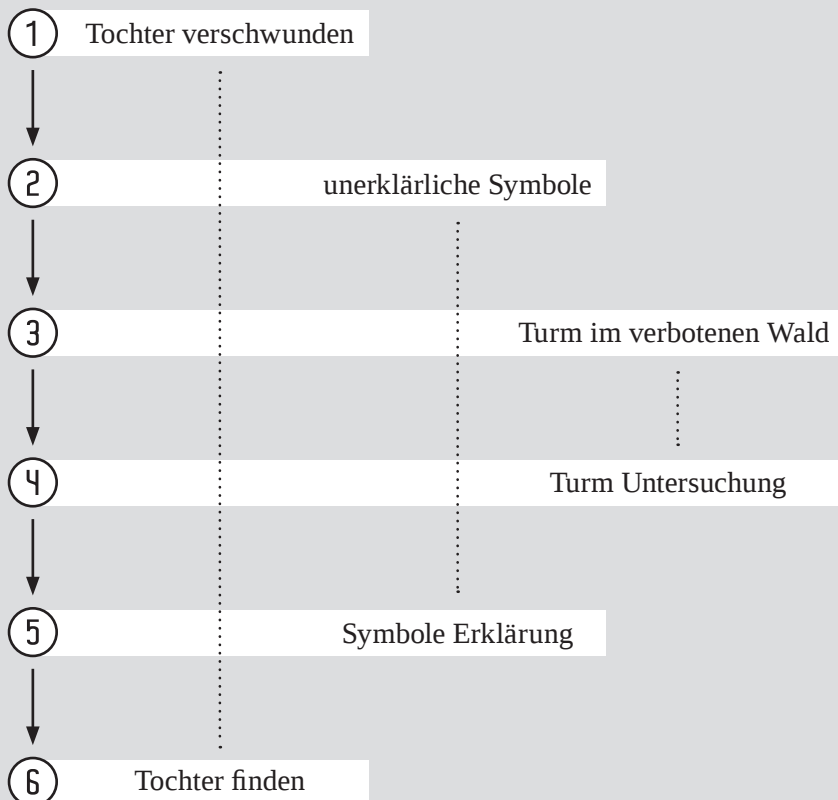 1 Tochter verschwunden
2 unerklärliche Symbole
3 Turm im verbotenen Wald
4 Turm Untersuchung
5 Symbole Erklärung
6 Tochter finden